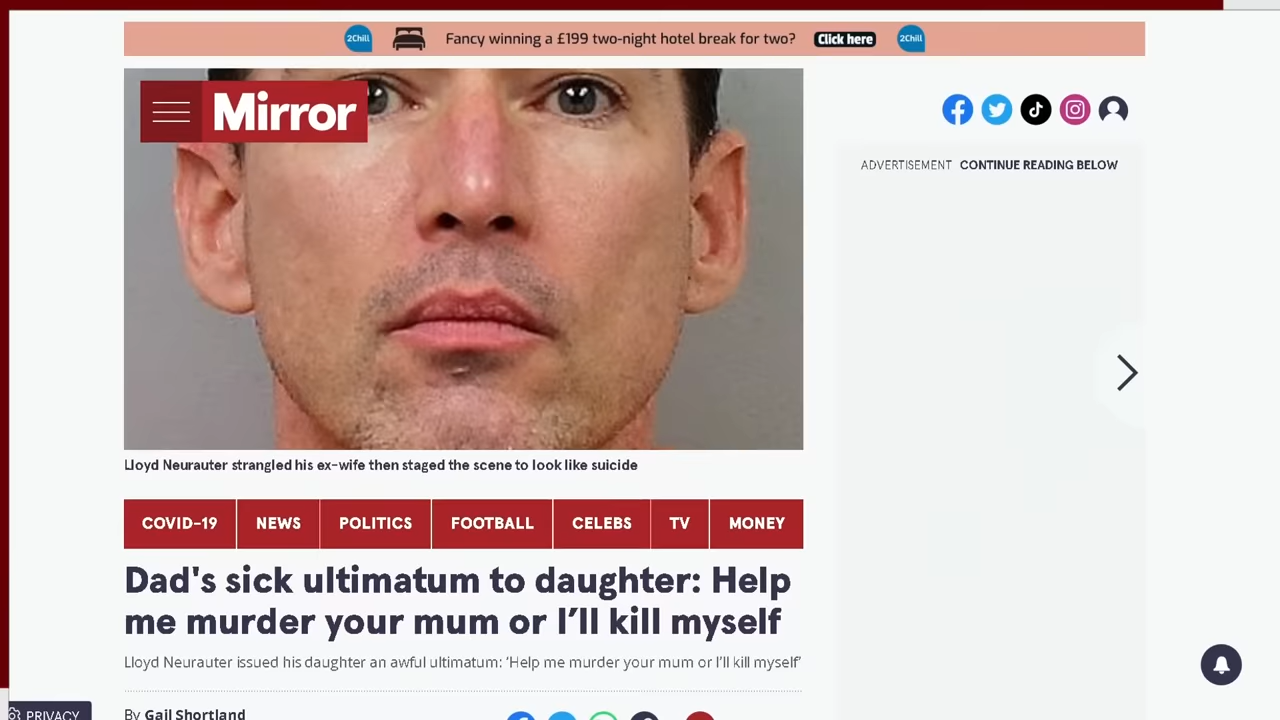 2Chill Fancy winning a £199 two-night hotel break for two? Click here 2Chill
Mirror
ADVERTISEMENT CONTINUE READING BELOW
Lloyd Neurauter strangled his ex-wife then staged the scene to look like suicide
COVID-19 NEWS POLITICS FOOTBALL CELEBS TV MONEY
Dad's sick ultimatum to daughter: Help
me murder your mum or I’ll kill myself
Lloyd Neurauter issued his daughter an awful ultimatum: ‘Help me murder your mum or I’ll kill myself’
By Gail Shortland
PRIVACY